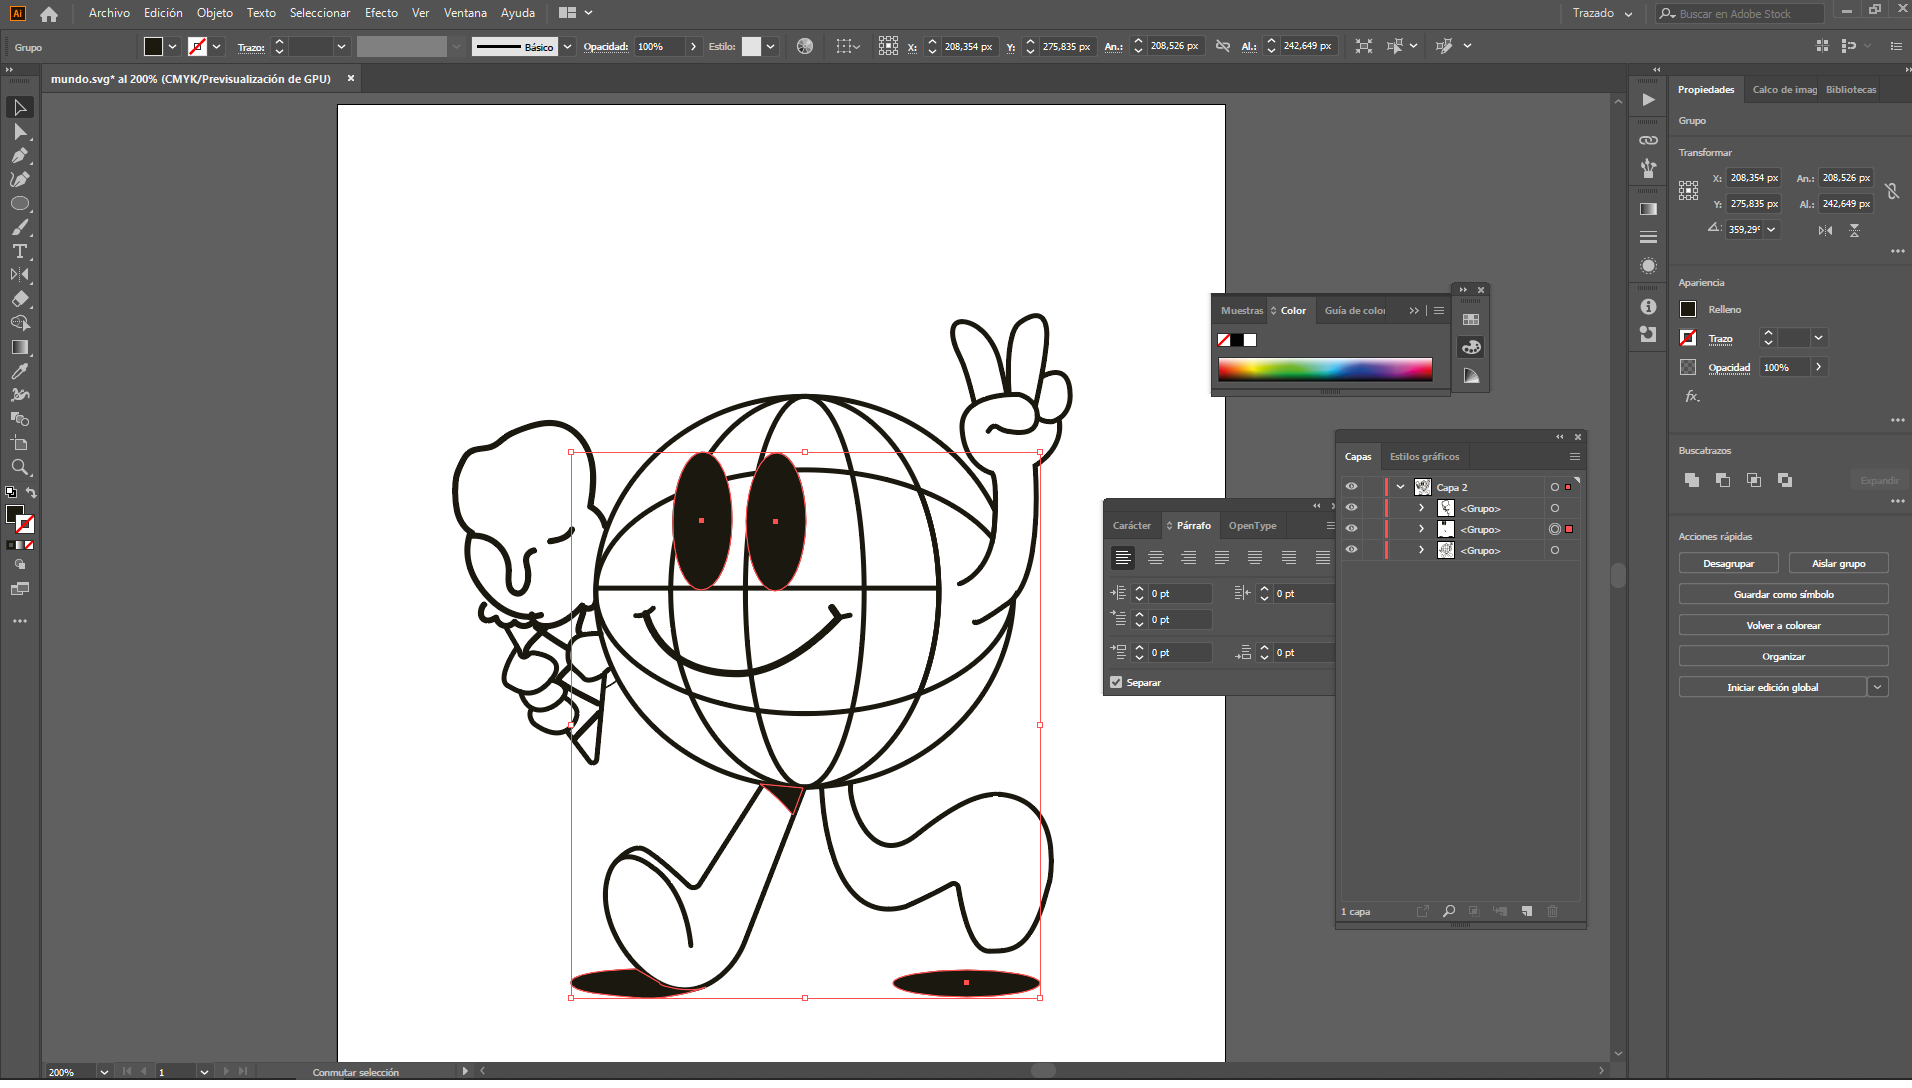 Ai Archivo Edición Objeto Texto Seleccionar Efecto Ver Ventana Ayuda Trazado Buscar en Adobe Stock
Grupo Trazo: Básico Opacidad: 100% Estilo: X: 208,354 px Y: 275,835 px An.: 208,526 px Al.: 242,649 px
mundo.svg* al 200% (CMYK/Previsualización de GPU)
Propiedades Calco de imag Bibliotecas
Grupo
Transformar
X: 208,354 px An.: 208,526 px
Y: 275,835 px Al.: 242,649 px
359,29°
Apariencia
Relleno
Trazo
Opacidad 100%
fx.
Buscatrazos
Expandir
Acciones rápidas
Desagrupar Aislar grupo
Guardar como símbolo
Volver a colorear
Organizar
Iniciar edición global
Muestras Color Guía de color
Capas Estilos gráficos
Capa 2
<Grupo>
<Grupo>
<Grupo>
1 capa
Carácter Párrafo OpenType
0 pt 0 pt
0 pt
0 pt 0 pt
Separar
200% 1 Conmutar selección